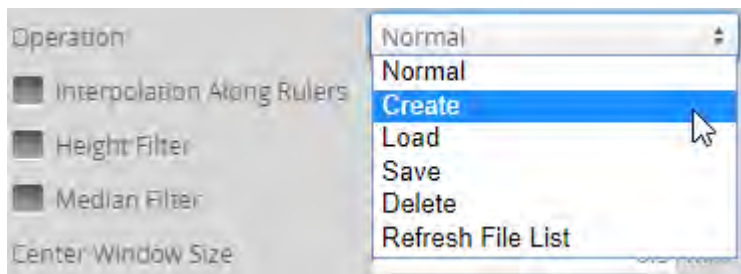 Operation
Normal
Normal
Interpolation Along Rulers
Create
Height Filter
Load
Save
Median Filter
Delete
Refresh File List
Center Window Size